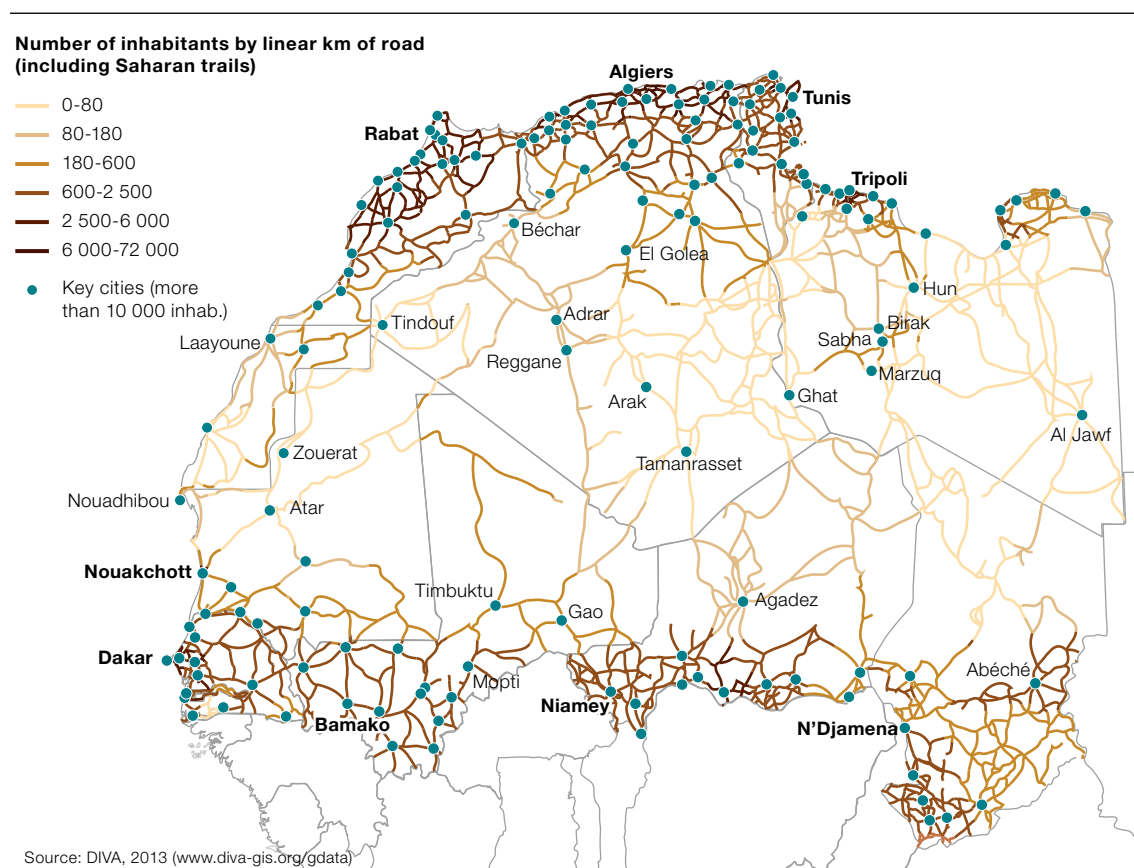 Number of inhabitants by linear km of road
(including Saharan trails)
0-80
80-180
180-600
600-2 500
2 500-6 000
6 000-72 000
Key cities (more
than 10 000 inhab.)
Algiers
Tunis
Rabat
Tripoli
Béchar
El Golea
Hun
Tindouf
Adrar
Birak
Laayoune
Sabha
Reggane
Marzuq
Arak
Ghat
Al Jawf
Zouerat
Tamanrasset
Nouadhibou
Atar
Nouakchott
Timbuktu
Agadez
Gao
Dakar
Mopti
Abéché
Niamey
Bamako
N'Djamena
Source: DIVA, 2013 (www.diva-gis.org/gdata)